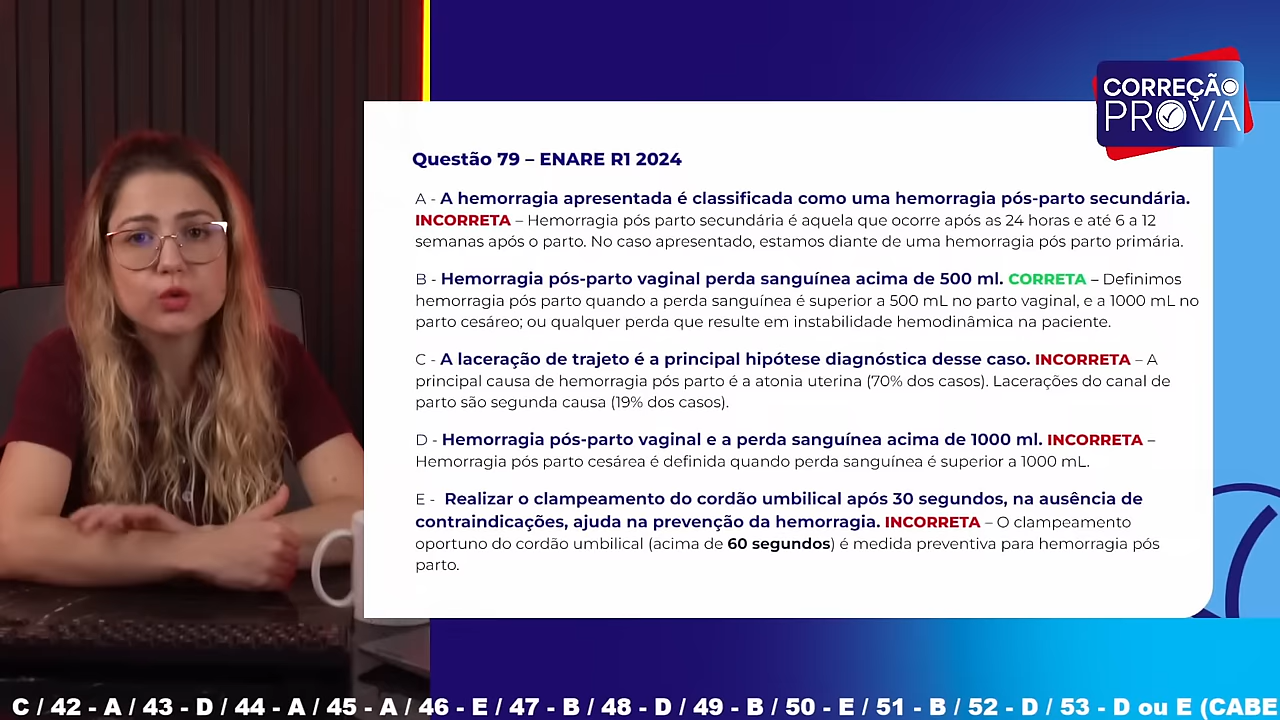 CORREÇÃO
PROVA
Questão 79 – ENARE R1 2024
A - A hemorragia apresentada é classificada como uma hemorragia pós-parto secundária.
INCORRETA – Hemorragia pós parto secundária é aquela que ocorre após as 24 horas e até 6 a 12
semanas após o parto. No caso apresentado, estamos diante de uma hemorragia pós parto primária.
B - Hemorragia pós-parto vaginal perda sanguínea acima de 500 ml. CORRETA – Definimos
hemorragia pós parto quando a perda sanguínea é superior a 500 mL no parto vaginal, e a 1000 mL no
parto cesáreo; ou qualquer perda que resulte em instabilidade hemodinâmica na paciente.
C - A laceração de trajeto é a principal hipótese diagnóstica desse caso. INCORRETA – A
principal causa de hemorragia pós parto é a atonia uterina (70% dos casos). Lacerações do canal de
parto são segunda causa (19% dos casos).
D - Hemorragia pós-parto vaginal e a perda sanguínea acima de 1000 ml. INCORRETA –
Hemorragia pós parto cesárea é definida quando perda sanguínea é superior a 1000 mL.
E - Realizar o clampeamento do cordão umbilical após 30 segundos, na ausência de
contraindicações, ajuda na prevenção da hemorragia. INCORRETA – O clampeamento
oportuno do cordão umbilical (acima de 60 segundos) é medida preventiva para hemorragia pós
parto.
C / 42 - A / 43 - D / 44 - A / 45 - A / 46 - E / 47 - B / 48 - D / 49 - B / 50 - E / 51 - B / 52 - D / 53 - D ou E (CABE